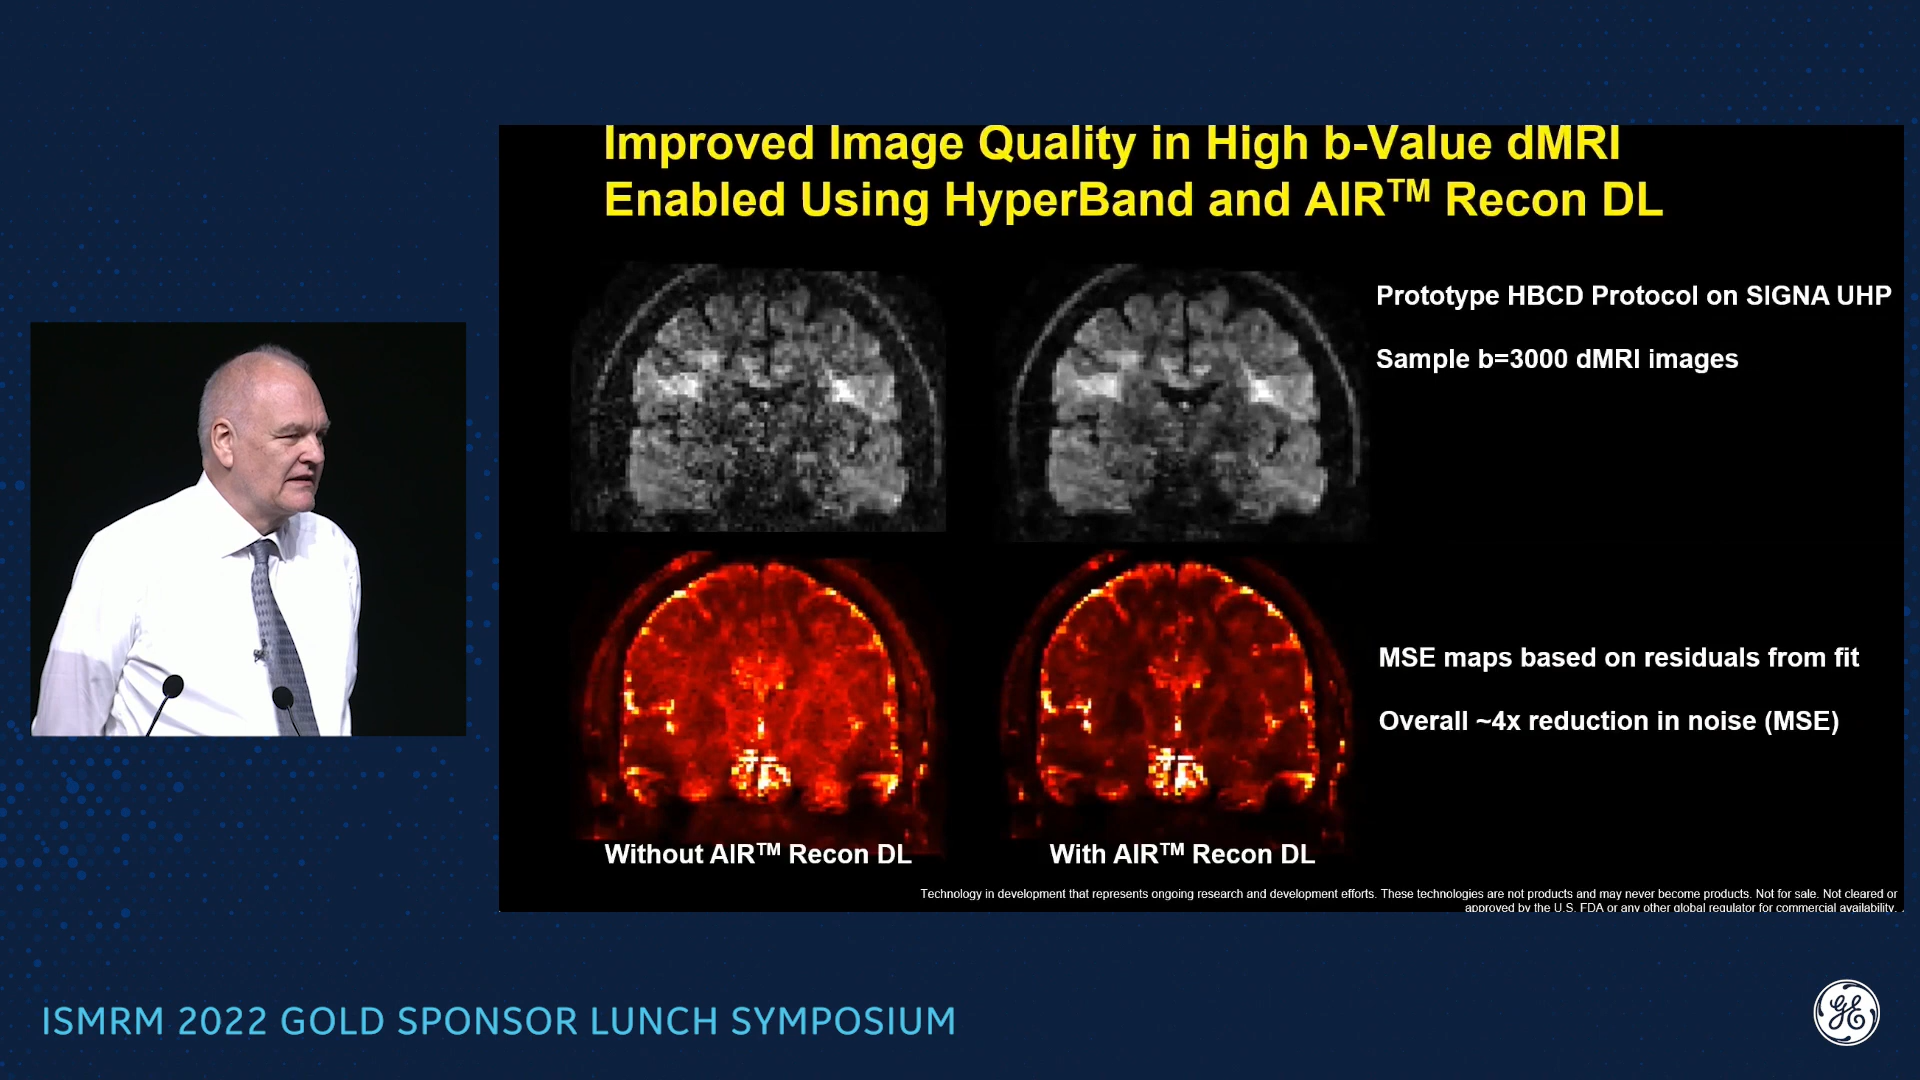 Improved Image Quality in High b-Value dMRI
Enabled Using HyperBand and AIR™ Recon DL
Prototype HBCD Protocol on SIGNA UHP
Sample b=3000 dMRI images
MSE maps based on residuals from fit
Overall ~4x reduction in noise (MSE)
Without AIR™ Recon DL
With AIR™ Recon DL
Technology in development that represents ongoing research and development efforts. These technologies are not products and may never become products. Not for sale. Not cleared or
approved by the U.S. FDA or any other global regulator for commercial availability.
ISMRM 2022 GOLD SPONSOR LUNCH SYMPOSIUM
GE